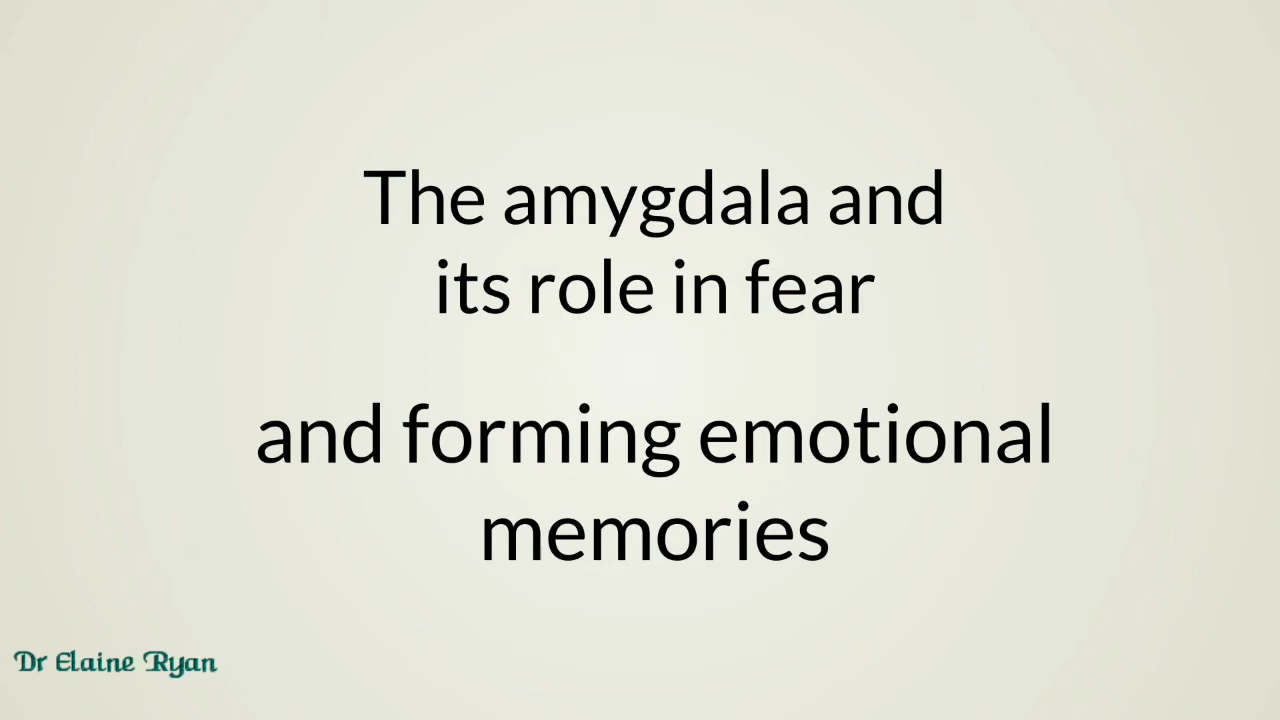 The amygdala and
its role in fear
and forming emotional
memories
Dr Elaine Ryan